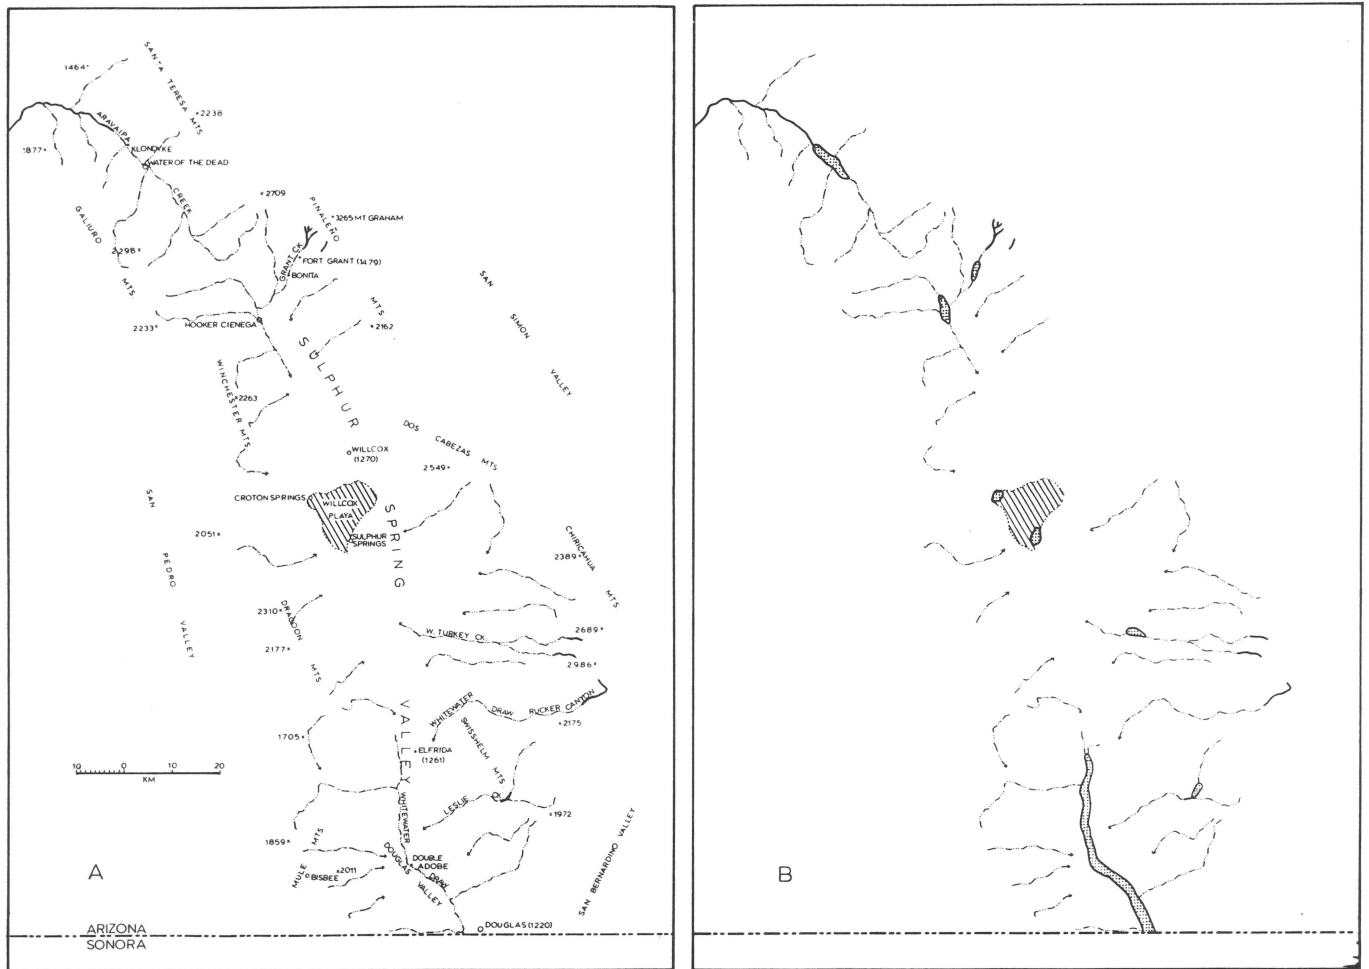 SANTA TERESA MTS
1464×
×2238
ARAVAIPA
KLONDYKE
1877×
WATER OF THE DEAD
CREEK
×2709
PINALEÑO
×3265 MT GRAHAM
GALIURO
2298×
GRANT CK
FORT GRANT (1479)
BONITA
SAN SIMON VALLEY
MTS
MTS
2233×
HOOKER CIENEGA
×2162
SULPHUR
WINCHESTER MTS
×2263
DOS CABEZAS MTS
WILLCOX
(1270)
2549×
SAN PEDRO VALLEY
CROTON SPRINGS
WILLCOX
PLAYA
SPRING
2051×
SULPHUR
SPRINGS
CHIRICAHUA MTS
2389×
2310×
DRAGOON MTS
W. TURKEY CK
2689×
2177×
2986×
VALLEY
WHITEWATER DRAW
RUCKER CANYON
×2175
1705×
SWISSHELM MTS
ELFRIDA
(1261)
10 0 10 20
KM
WHITEWATER
LESLIE
×1972
1859×
MULE MTS
DOUGLAS VALLEY
DOUBLE
ADOBE
DRAW
SAN BERNARDINO VALLEY
A
BISBEE
×2011
B
DOUGLAS (1220)
ARIZONA
SONORA